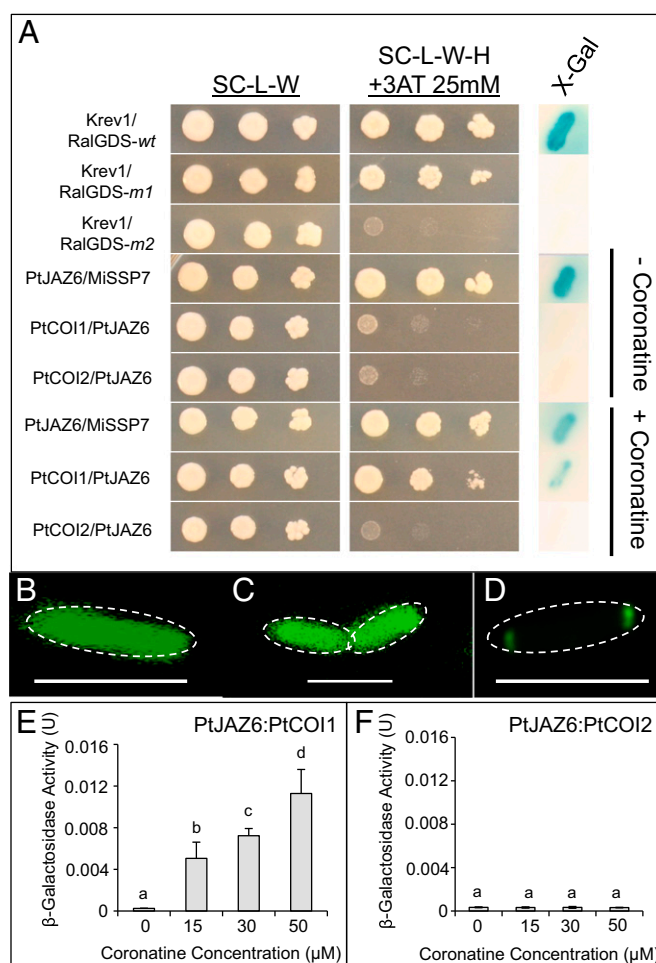 A
SC-L-W
SC-L-W-H
+3AT 25mM
X-Gal
Krev1/
RalGDS-wt
Krev1/
RalGDS-m1
Krev1/
RalGDS-m2
PtJAZ6/MiSSP7
PtCOI1/PtJAZ6
PtCOI2/PtJAZ6
- Coronatine
PtJAZ6/MiSSP7
PtCOI1/PtJAZ6
PtCOI2/PtJAZ6
+ Coronatine
B
C
D
E
PtJAZ6:PtCOI1
β-Galactosidase Activity (U)
0.016
0.012
0.008
0.004
0
a
b
c
d
0 15 30 50
Coronatine Concentration (µM)
F
PtJAZ6:PtCOI2
β-Galactosidase Activity (U)
0.016
0.012
0.008
0.004
0
a a a a
0 15 30 50
Coronatine Concentration (µM)